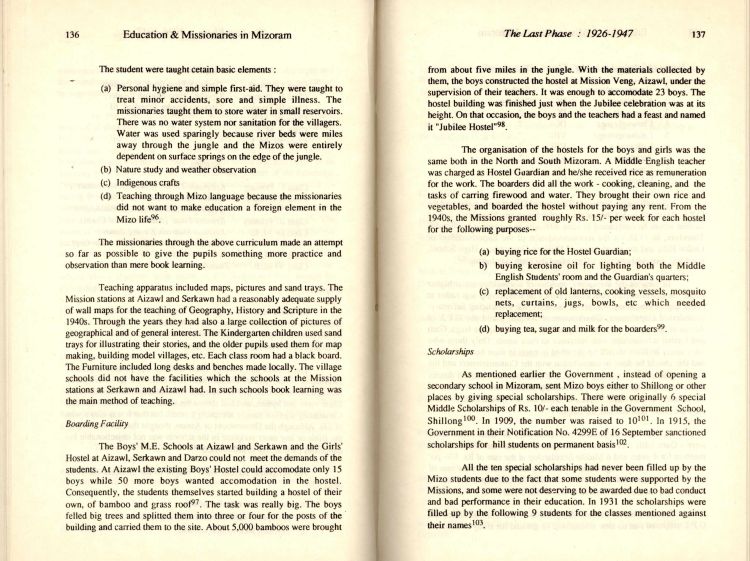 136 Education & Missionaries in Mizoram
The student were taught cetain basic elements :
(a) Personal hygiene and simple first-aid. They were taught to
treat minor accidents, sore and simple illness. The
missionaries taught them to store water in small reservoirs.
There was no water system nor sanitation for the villagers.
Water was used sparingly because river beds were miles
away through the jungle and the Mizos were entirely
dependent on surface springs on the edge of the jungle.
(b) Nature study and weather observation
(c) Indigenous crafts
(d) Teaching through Mizo language because the missionaries
did not want to make education a foreign element in the
Mizo life96.
The missionaries through the above curriculum made an attempt
so far as possible to give the pupils something more practice and
observation than mere book learning.
Teaching apparatus included maps, pictures and sand trays. The
Mission stations at Aizawl and Serkawn had a reasonably adequate supply
of wall maps for the teaching of Geography, History and Scripture in the
1940s. Through the years they had also a large collection of pictures of
geographical and of general interest. The Kindergarten children used sand
trays for illustrating their stories, and the older pupils used them for map
making, building model villages, etc. Each class room had a black board.
The Furniture included long desks and benches made locally. The village
schools did not have the facilities which the schools at the Mission
stations at Serkawn and Aizawl had. In such schools book learning was
the main method of teaching.
Boarding Facility
The Boys' M.E. Schools at Aizawl and Serkawn and the Girls'
Hostel at Aizawl, Serkawn and Darzo could not meet the demands of the
students. At Aizawl the existing Boys' Hostel could accomodate only 15
boys while 50 more boys wanted accomodation in the hostel.
Consequently, the students themselves started building a hostel of their
own, of bamboo and grass roof97. The task was really big. The boys
felled big trees and splitted them into three or four for the posts of the
building and carried them to the site. About 5,000 bamboos were brought
The Last Phase : 1926-1947 137
from about five miles in the jungle. With the materials collected by
them, the boys constructed the hostel at Mission Veng, Aizawl, under the
supervision of their teachers. It was enough to accomodate 23 boys. The
hostel building was finished just when the Jubilee celebration was at its
height. On that occasion, the boys and the teachers had a feast and named
it "Jubilee Hostel"98.
The organisation of the hostels for the boys and girls was the
same both in the North and South Mizoram. A Middle English teacher
was charged as Hostel Guardian and he/she received rice as remuneration
for the work. The boarders did all the work - cooking, cleaning, and the
tasks of carring firewood and water. They brought their own rice and
vegetables, and boarded the hostel without paying any rent. From the
1940s, the Missions granted roughly Rs. 15/- per week for each hostel
for the following purposes--
(a) buying rice for the Hostel Guardian;
b) buying kerosine oil for lighting both the Middle
English Students' room and the Guardian's quarters;
(c) replacement of old lanterns, cooking vessels, mosquito
nets, curtains, jugs, bowls, etc which needed
replacement;
(d) buying tea, sugar and milk for the boarders99.
Scholarships
As mentioned earlier the Government , instead of opening a
secondary school in Mizoram, sent Mizo boys either to Shillong or other
places by giving special scholarships. There were originally 6 special
Middle Scholarships of Rs. 10/- each tenable in the Government School,
Shillong100. In 1909, the number was raised to 10101. In 1915, the
Government in their Notification No. 4299E of 16 September sanctioned
scholarships for hill students on permanent basis102.
All the ten special scholarships had never been filled up by the
Mizo students due to the fact that some students were supported by the
Missions, and some were not deserving to be awarded due to bad conduct
and bad performance in their education. In 1931 the scholarships were
filled up by the following 9 students for the classes mentioned against
their names103.